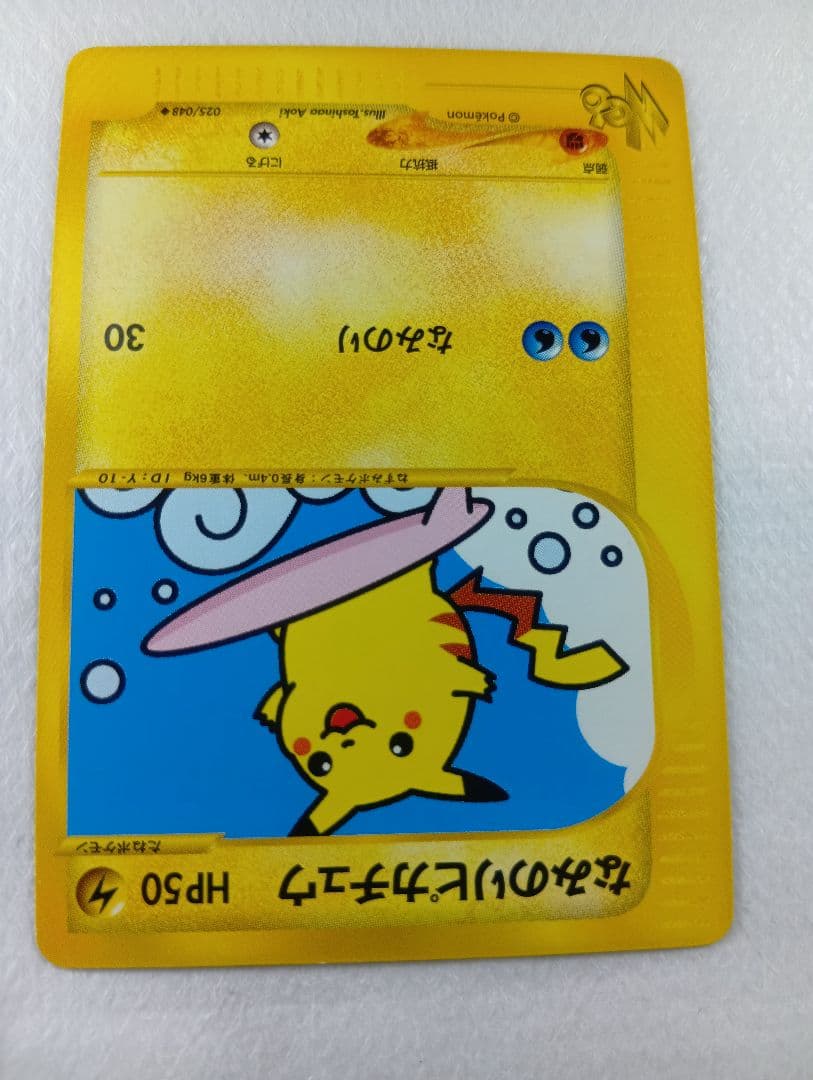 なみのりピカチュウ HP50
たねポケモン
ねずみポケモン：身長0.4m、体重6kg ID：Y-10
なみのり 30
弱点 抵抗力 にげる
©Pokémon Illus.Toshinao Aoki 025/048◆